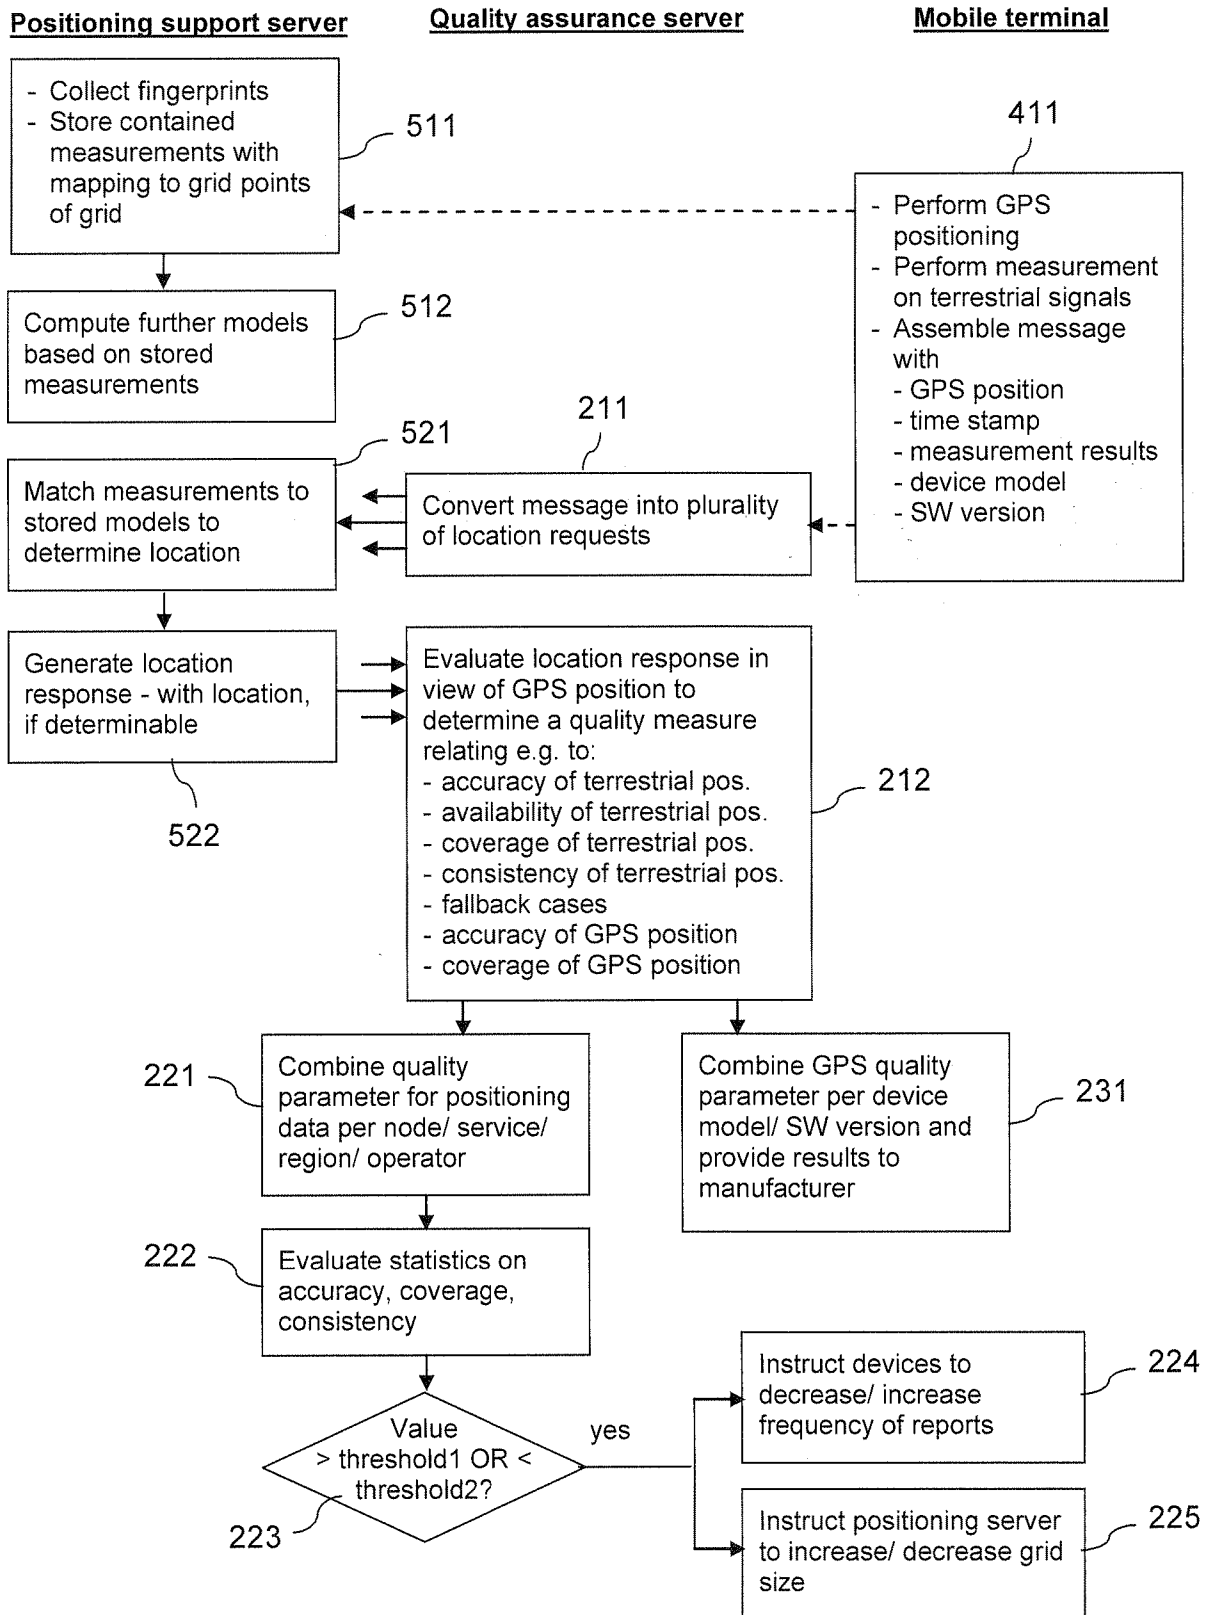 Positioning support server
Quality assurance server
Mobile terminal
- Collect fingerprints
- Store contained
measurements with
mapping to grid points
of grid
511
411
- Perform GPS
positioning
- Perform measurement
on terrestrial signals
- Assemble message
with
- GPS position
- time stamp
- measurement results
- device model
- SW version
Compute further models
based on stored
measurements
512
521
211
Match measurements to
stored models to
determine location
Convert message into plurality
of location requests
Generate location
response - with location,
if determinable
522
Evaluate location response in
view of GPS position to
determine a quality measure
relating e.g. to:
- accuracy of terrestrial pos.
- availability of terrestrial pos.
- coverage of terrestrial pos.
- consistency of terrestrial pos.
- fallback cases
- accuracy of GPS position
- coverage of GPS position
212
221
Combine quality
parameter for positioning
data per node/ service/
region/ operator
Combine GPS quality
parameter per device
model/ SW version and
provide results to
manufacturer
231
222
Evaluate statistics on
accuracy, coverage,
consistency
Value
> threshold1 OR <
threshold2?
223
yes
Instruct devices to
decrease/ increase
frequency of reports
224
Instruct positioning server
to increase/ decrease grid
size
225